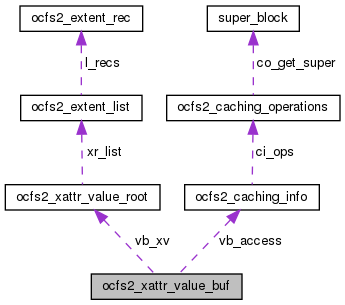 ocfs2_extent_rec
super_block
l_recs
co_get_super
ocfs2_extent_list
ocfs2_caching_operations
xr_list
ci_ops
ocfs2_xattr_value_root
ocfs2_caching_info
vb_xv
vb_access
ocfs2_xattr_value_buf